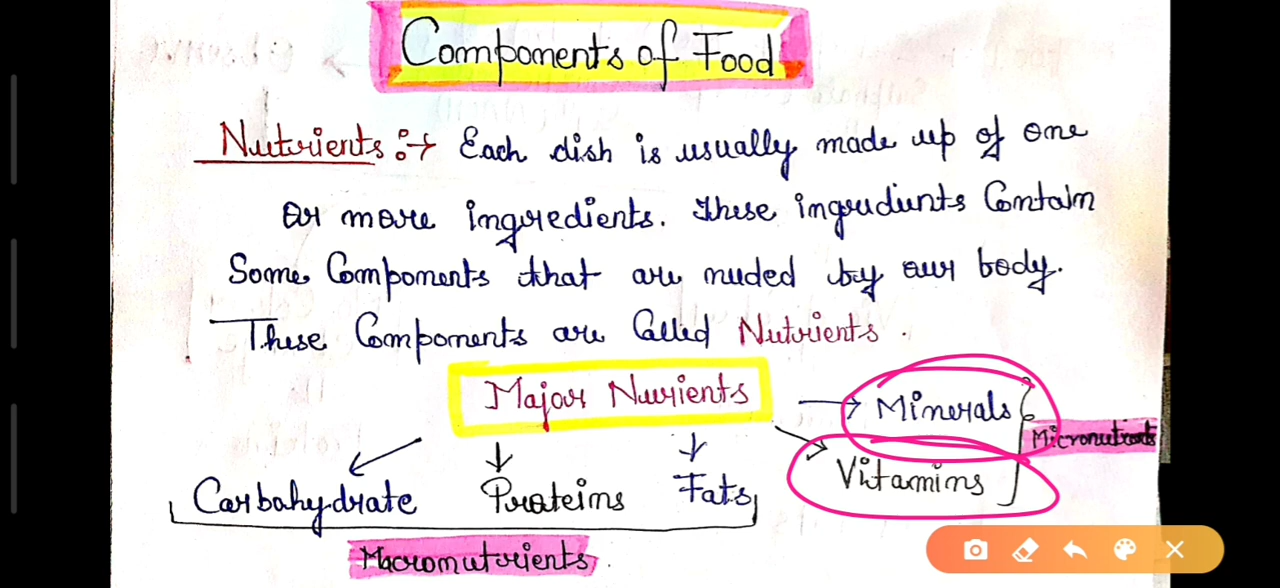 Components of Food
Nutrients :→ Each dish is usually made up of one
or more ingredients. These ingredients Contain
Some Components that are needed by our body.
These Components are Called Nutrients.
Major Nurients
→ Minerals
Micronutrients
Vitamins
Carbahydrate Proteins Fats
Macronutrients